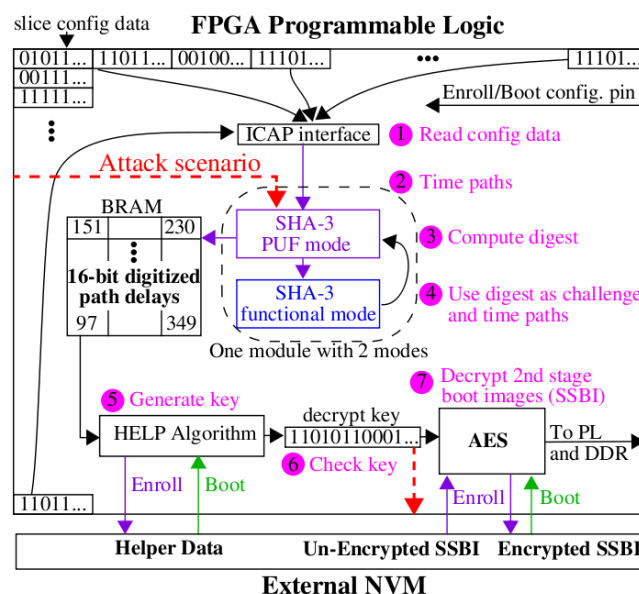 FPGA Programmable Logic
slice config data
01011... 11011... 00100... 11101... ••• 11101...
00111...
11111...
Enroll/Boot config. pin
ICAP interface
1 Read config data
Attack scenario
2 Time paths
BRAM
151 230
SHA-3
PUF mode
3 Compute digest
16-bit digitized
path delays
SHA-3
functional mode
4 Use digest as challenge
and time paths
97 349
One module with 2 modes
7 Decrypt 2nd stage
boot images (SSBI)
5 Generate key
decrypt key
HELP Algorithm
11010110001...
AES
To PL
and DDR
6 Check key
Enroll Boot Enroll Boot
11011...
Helper Data Un-Encrypted SSBI Encrypted SSBI
External NVM